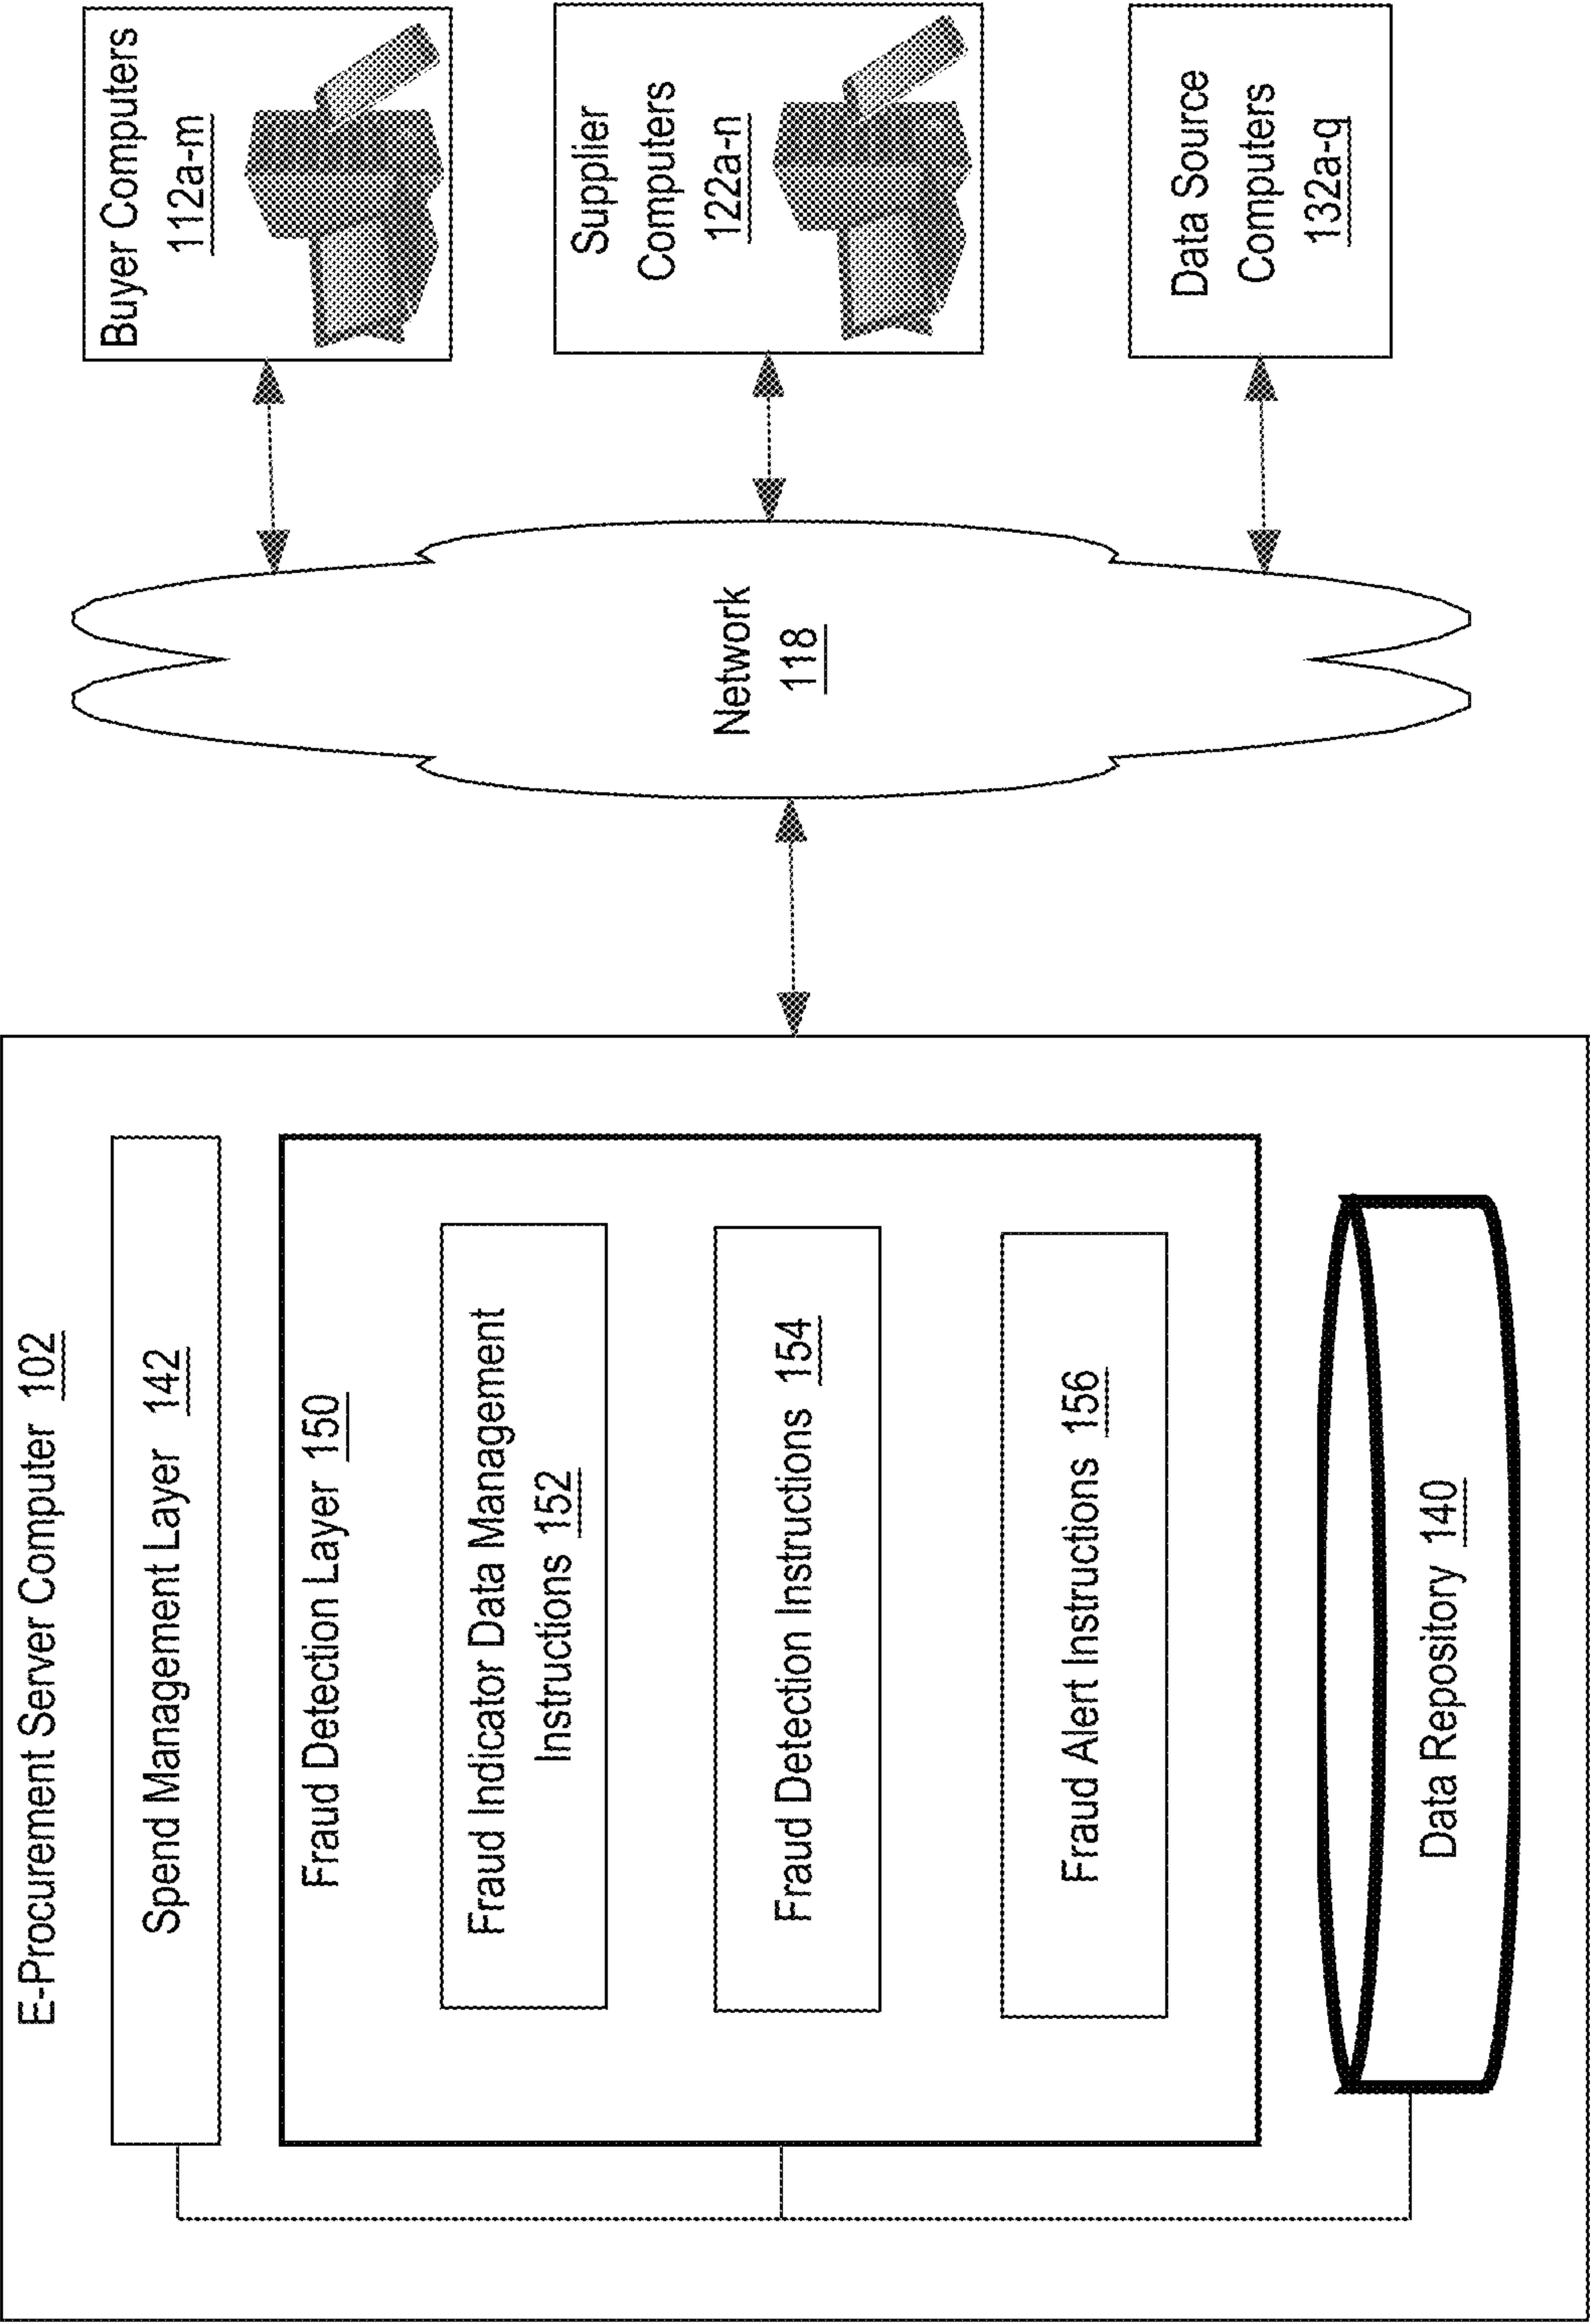 E-Procurement Server Computer 102
Spend Management Layer 142
Fraud Detection Layer 150
Fraud Indicator Data Management
Instructions 152
Fraud Detection Instructions 154
Fraud Alert Instructions 156
Data Repository 140
Network
118
Buyer Computers
112a-m
Supplier
Computers
122a-n
Data Source
Computers
132a-q